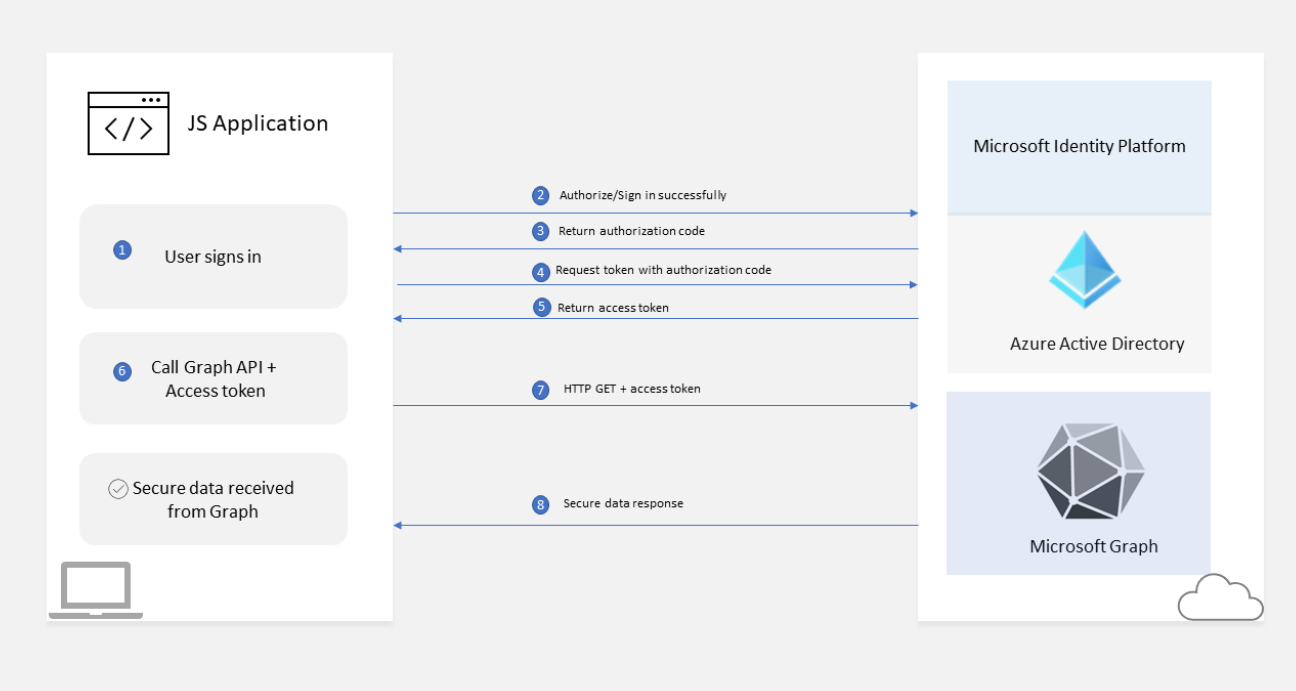 </>
JS Application
1
User signs in
6
Call Graph API +
Access token
Secure data received
from Graph
2 Authorize/Sign in successfully
3 Return authorization code
4 Request token with authorization code
5 Return access token
7 HTTP GET + access token
8 Secure data response
Microsoft Identity Platform
Azure Active Directory
Microsoft Graph